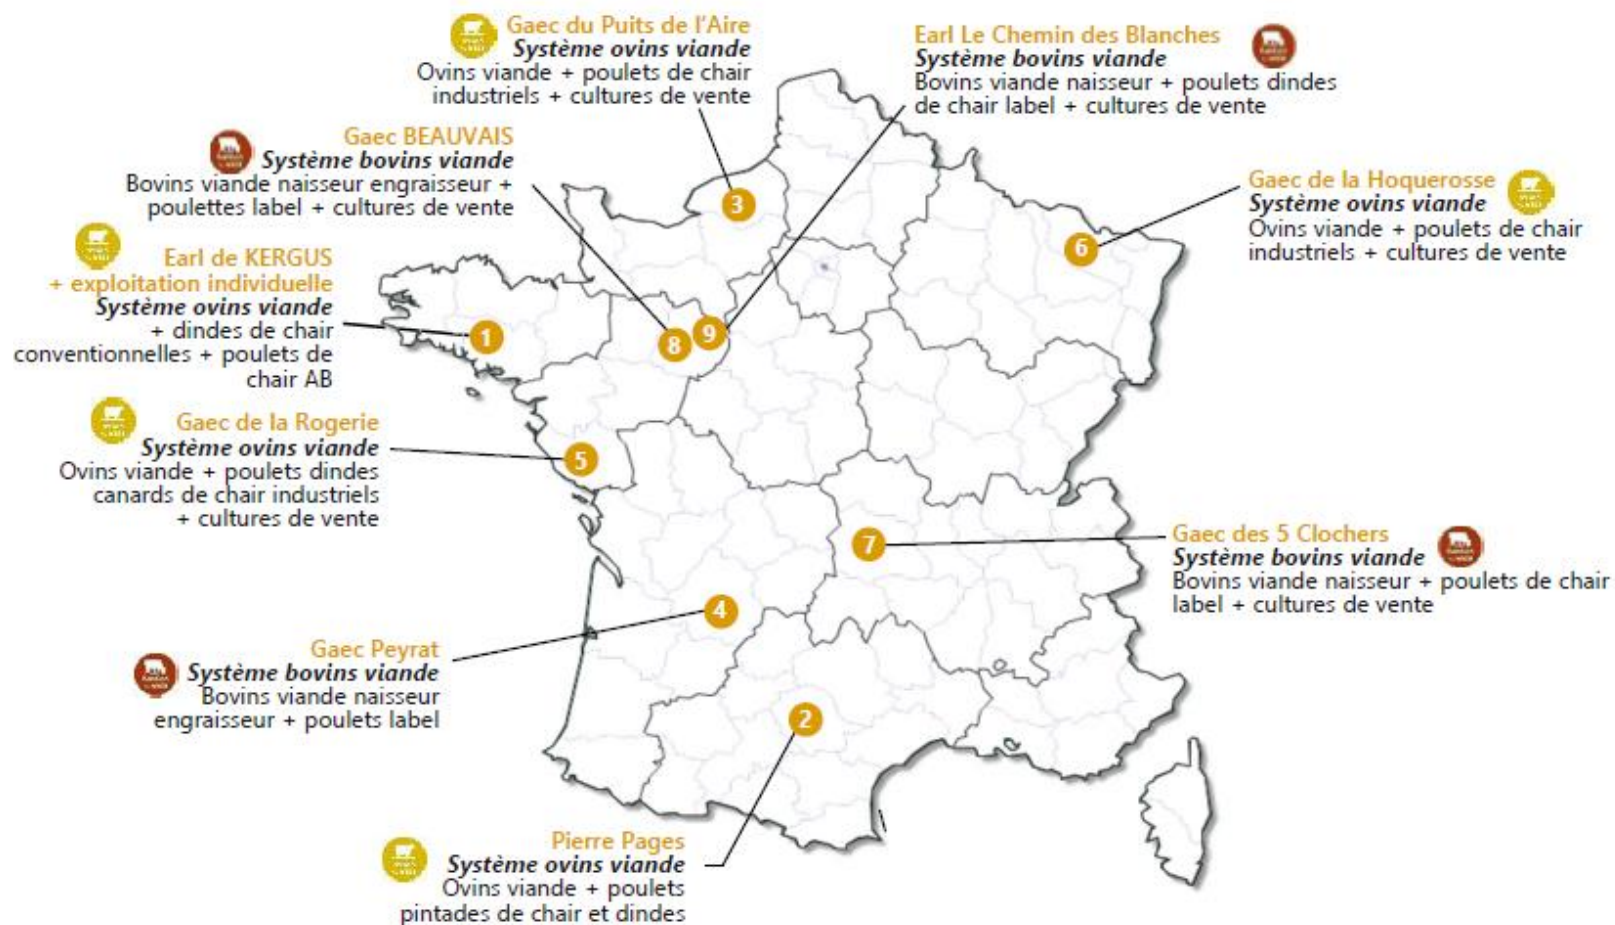 Gaec du Puits de l'Aire
Système ovins viande
Ovins viande + poulets de chair
industriels + cultures de vente
Earl Le Chemin des Blanches
Système bovins viande
Bovins viande naisseur + poulets dindes
de chair label + cultures de vente
Gaec BEAUVAIS
Système bovins viande
Bovins viande naisseur engraisseur +
poulettes label + cultures de vente
Gaec de la Hoquerosse
Système ovins viande
Ovins viande + poulets de chair
industriels + cultures de vente
Earl de KERGUS
+ exploitation individuelle
Système ovins viande
+ dindes de chair
conventionnelles + poulets de
chair AB
Gaec de la Rogerie
Système ovins viande
Ovins viande + poulets dindes
canards de chair industriels
+ cultures de vente
Gaec des 5 Clochers
Système bovins viande
Bovins viande naisseur + poulets de chair
label + cultures de vente
Gaec Peyrat
Système bovins viande
Bovins viande naisseur
engraisseur + poulets label
Pierre Pages
Système ovins viande
Ovins viande + poulets
pintades de chair et dindes
3
6
1
8
9
5
7
4
2